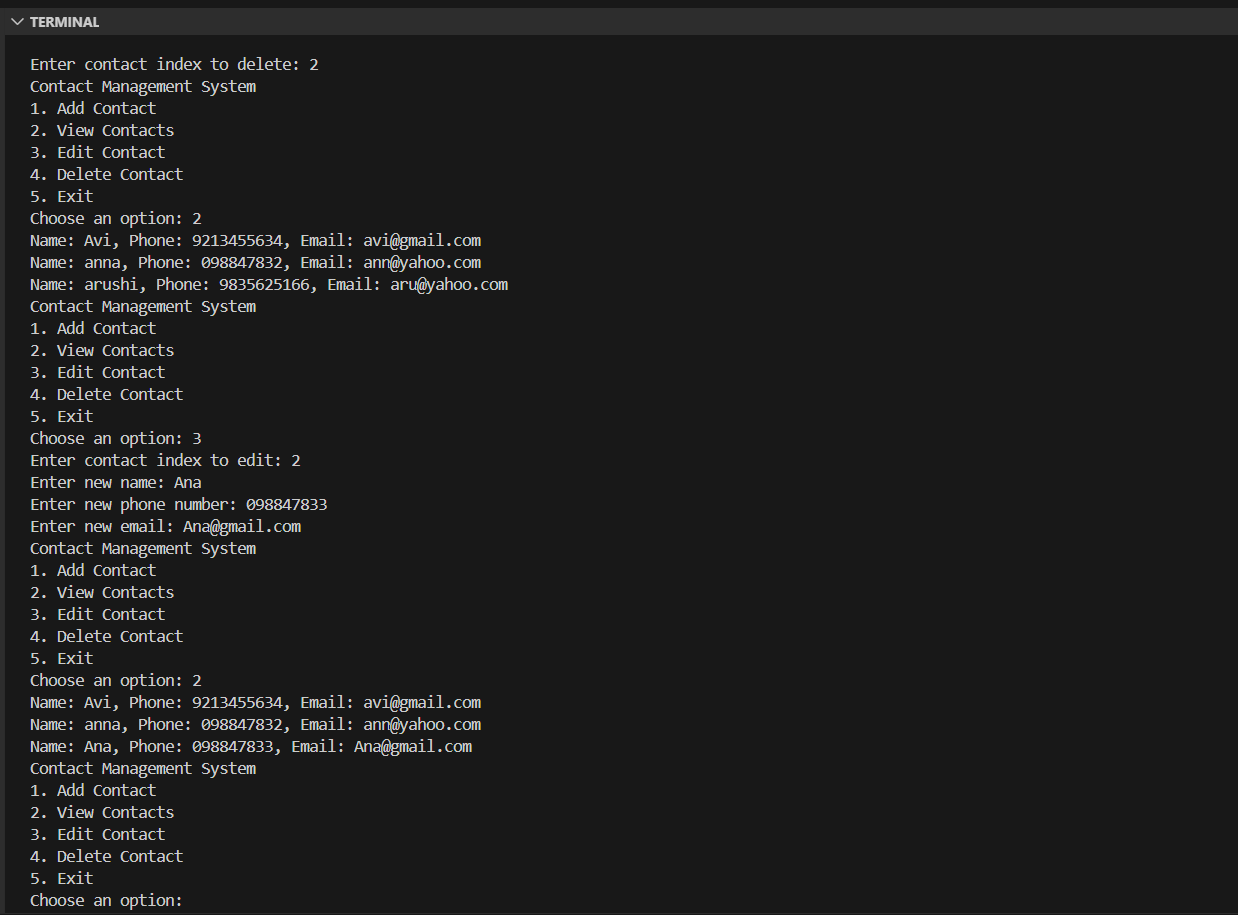 TERMINAL
Enter contact index to delete: 2
Contact Management System
1. Add Contact
2. View Contacts
3. Edit Contact
4. Delete Contact
5. Exit
Choose an option: 2
Name: Avi, Phone: 9213455634, Email: avi@gmail.com
Name: anna, Phone: 098847832, Email: ann@yahoo.com
Name: arushi, Phone: 9835625166, Email: aru@yahoo.com
Contact Management System
1. Add Contact
2. View Contacts
3. Edit Contact
4. Delete Contact
5. Exit
Choose an option: 3
Enter contact index to edit: 2
Enter new name: Ana
Enter new phone number: 098847833
Enter new email: Ana@gmail.com
Contact Management System
1. Add Contact
2. View Contacts
3. Edit Contact
4. Delete Contact
5. Exit
Choose an option: 2
Name: Avi, Phone: 9213455634, Email: avi@gmail.com
Name: anna, Phone: 098847832, Email: ann@yahoo.com
Name: Ana, Phone: 098847833, Email: Ana@gmail.com
Contact Management System
1. Add Contact
2. View Contacts
3. Edit Contact
4. Delete Contact
5. Exit
Choose an option: